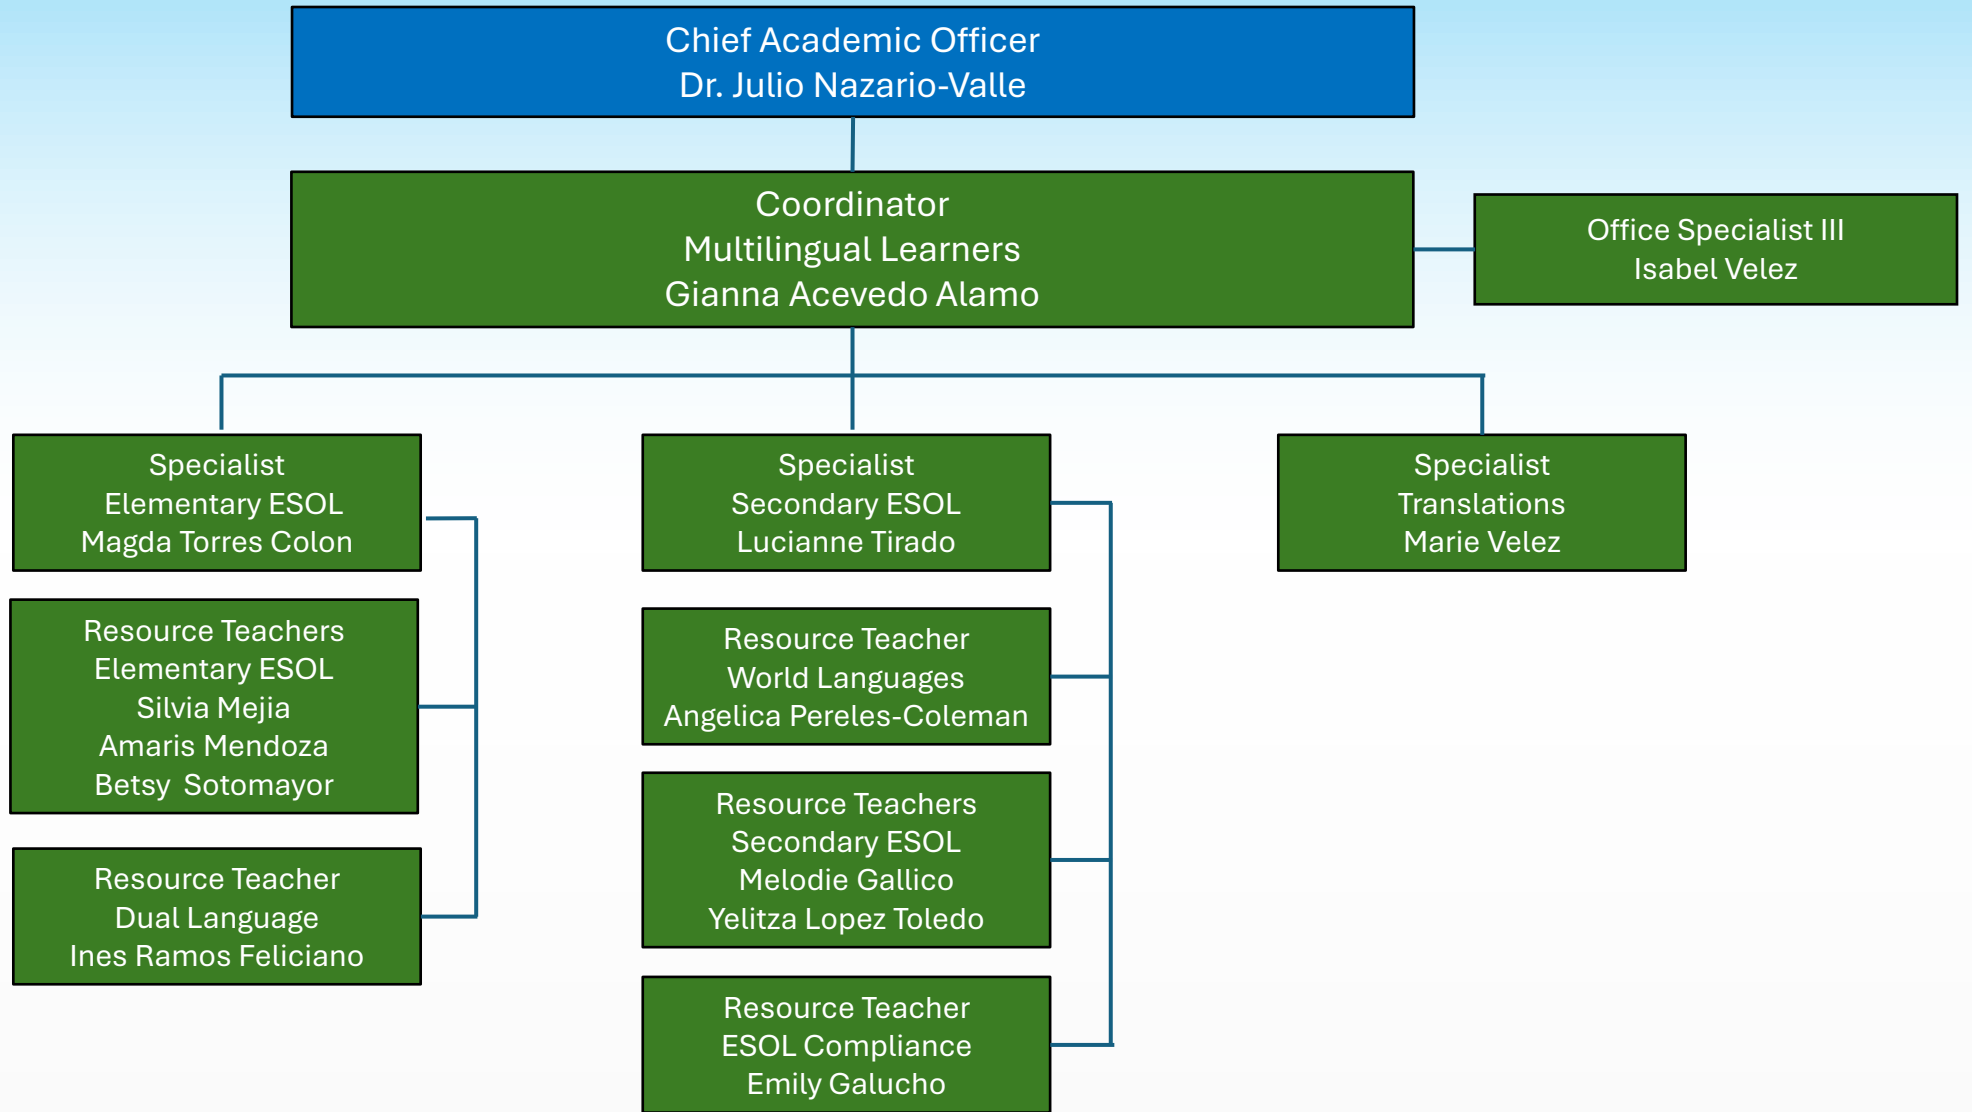 Chief Academic Officer
Dr. Julio Nazario-Valle
Coordinator
Multilingual Learners
Gianna Acevedo Alamo
Office Specialist III
Isabel Velez
Specialist
Elementary ESOL
Magda Torres Colon
Resource Teachers
Elementary ESOL
Silvia Mejia
Amaris Mendoza
Betsy  Sotomayor
Resource Teacher
Dual Language
Ines Ramos Feliciano
Specialist
Secondary ESOL
Lucianne Tirado
Resource Teacher
World Languages
Angelica Pereles-Coleman
Resource Teachers
Secondary ESOL
Melodie Gallico
Yelitza Lopez Toledo
Resource Teacher
ESOL Compliance
Emily Galucho
Specialist
Translations
Marie Velez